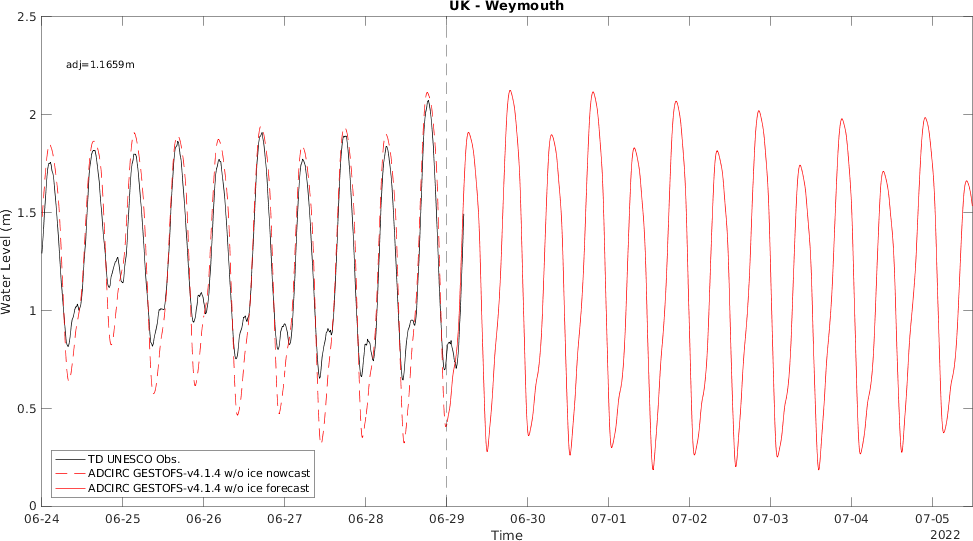 UK - Weymouth
2.5
adj=1.1659m
2
1.5
1
0.5
0
Water Level (m)
TD UNESCO Obs.
ADCIRC GESTOFS-v4.1.4 w/o ice nowcast
ADCIRC GESTOFS-v4.1.4 w/o ice forecast
06-24 06-25 06-26 06-27 06-28 06-29 06-30 07-01 07-02 07-03 07-04 07-05
Time
2022